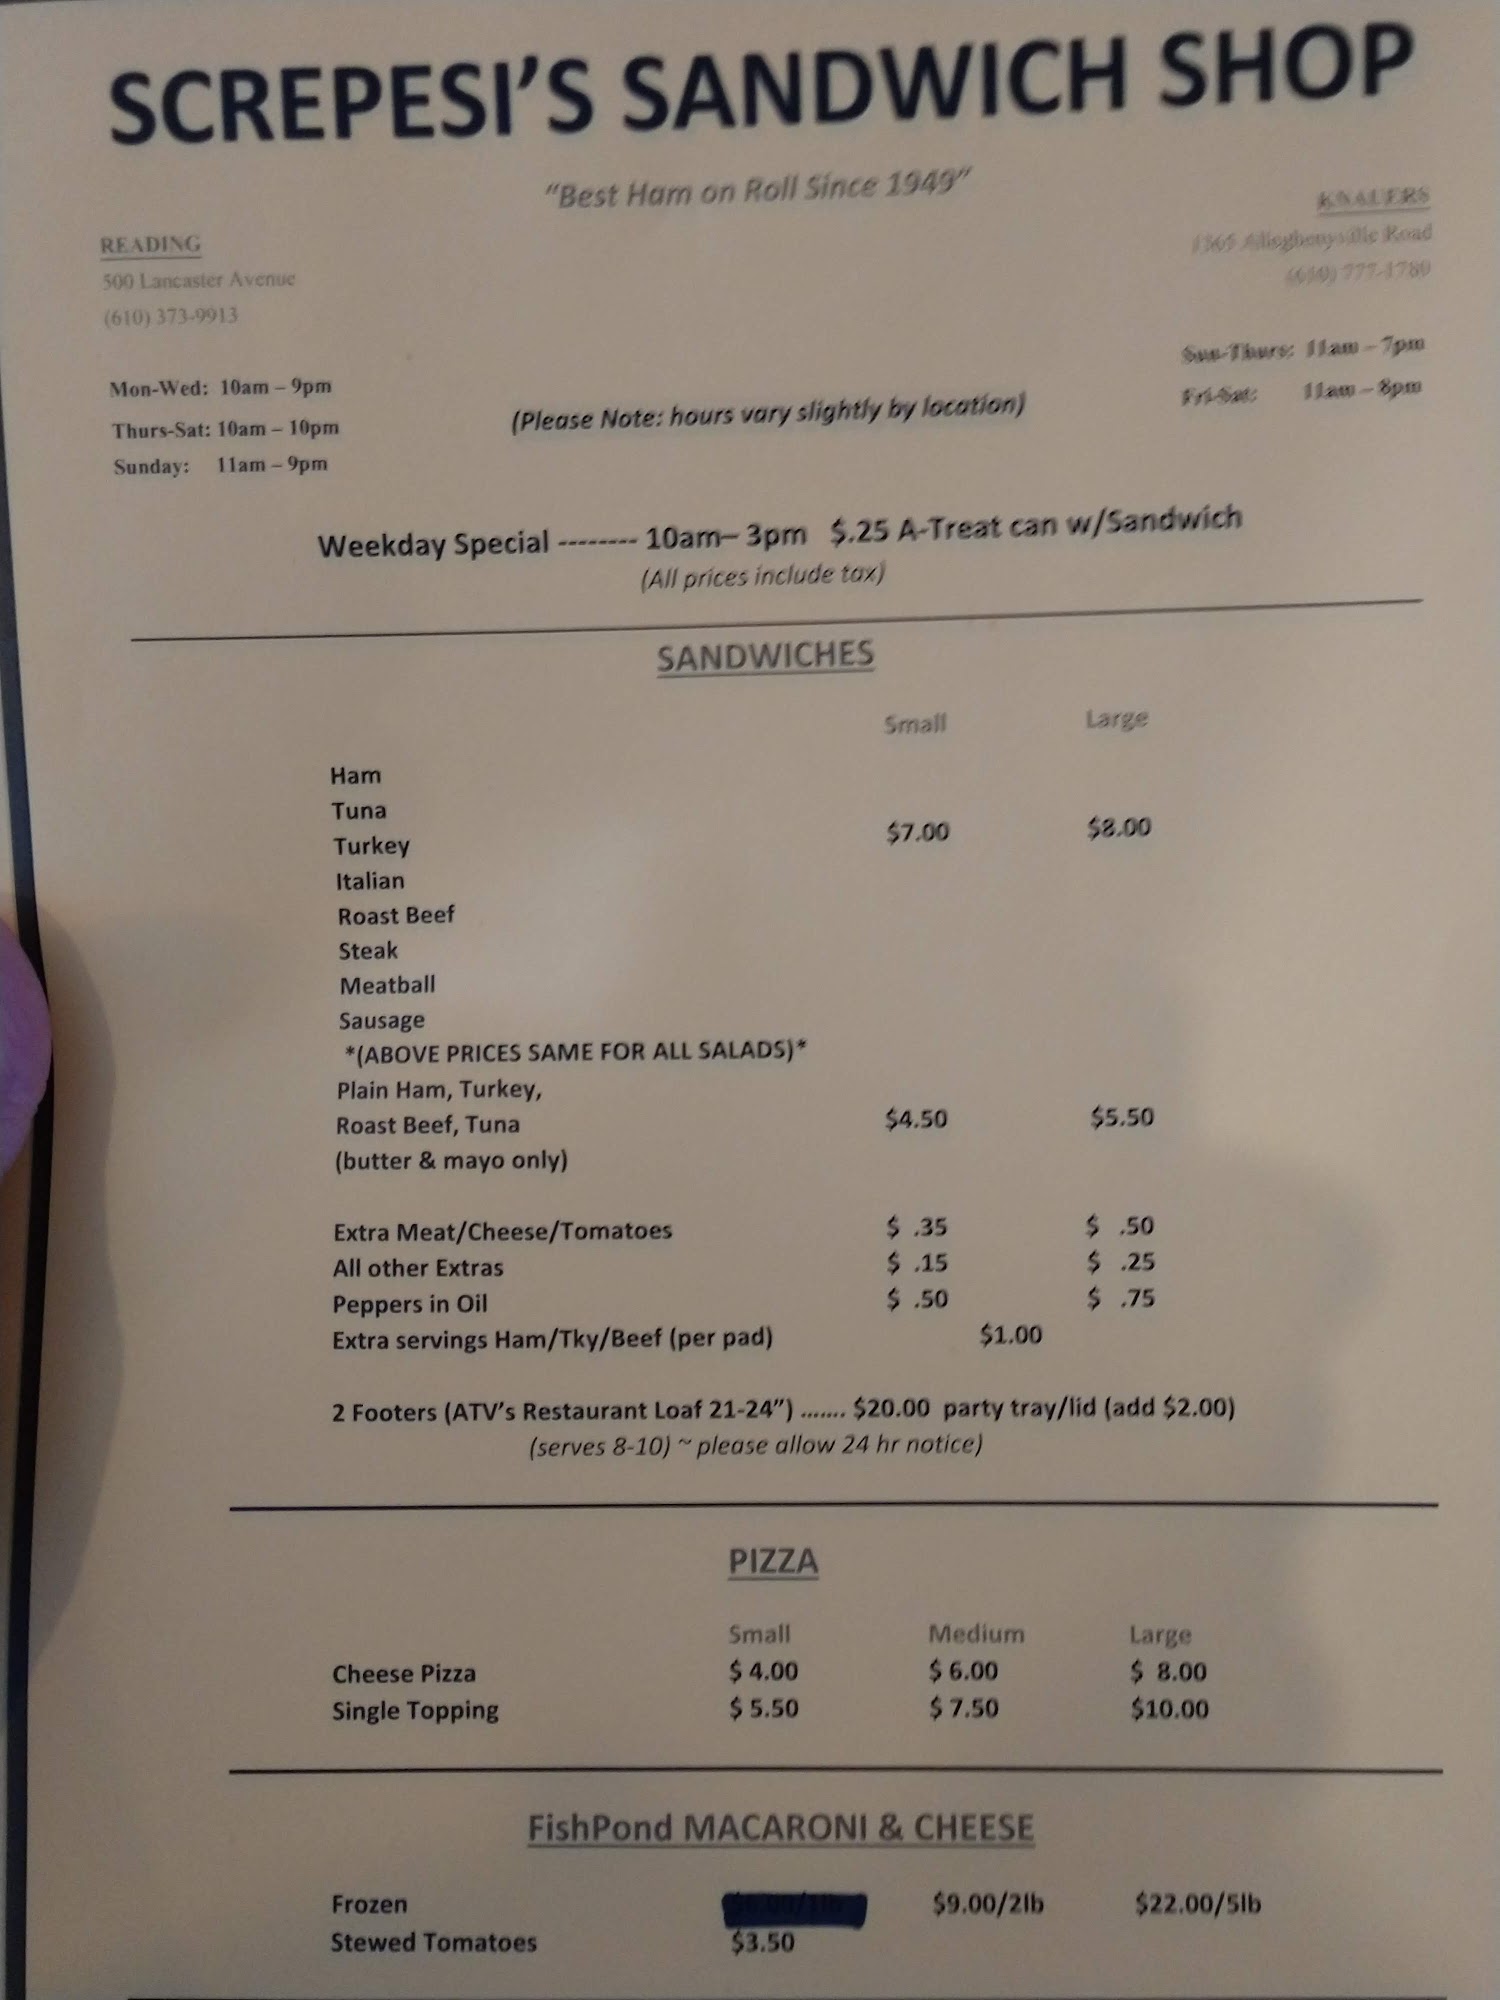 SCREPESI'S SANDWICH SHOP
"Best Ham on Roll Since 1949"
READING
500 Lancaster Avenue
(610) 373-9913
KNAUERS
Road
(610) 777-1780
Mon-Wed: 10am – 9pm
Thurs-Sat: 10am – 10pm
Sunday: 11am – 9pm
(Please Note: hours vary slightly by location)
Sun-Thurs: 11am – 7pm
Fri-Sat: 11am – 8pm
Weekday Special -------- 10am– 3pm $.25 A-Treat can w/Sandwich
(All prices include tax)
SANDWICHES
Small Large
Ham
Tuna
$7.00 $8.00
Turkey
Italian
Roast Beef
Steak
Meatball
Sausage
*(ABOVE PRICES SAME FOR ALL SALADS)*
Plain Ham, Turkey,
Roast Beef, Tuna $4.50 $5.50
(butter & mayo only)
Extra Meat/Cheese/Tomatoes $ .35 $ .50
All other Extras $ .15 $ .25
Peppers in Oil $ .50 $ .75
Extra servings Ham/Tky/Beef (per pad) $1.00
2 Footers (ATV's Restaurant Loaf 21-24") ....... $20.00 party tray/lid (add $2.00)
(serves 8-10) ~ please allow 24 hr notice)
PIZZA
Small Medium Large
Cheese Pizza $ 4.00 $ 6.00 $ 8.00
Single Topping $ 5.50 $ 7.50 $10.00
FishPond MACARONI & CHEESE
Frozen $9.00/2lb $22.00/5lb
Stewed Tomatoes $3.50